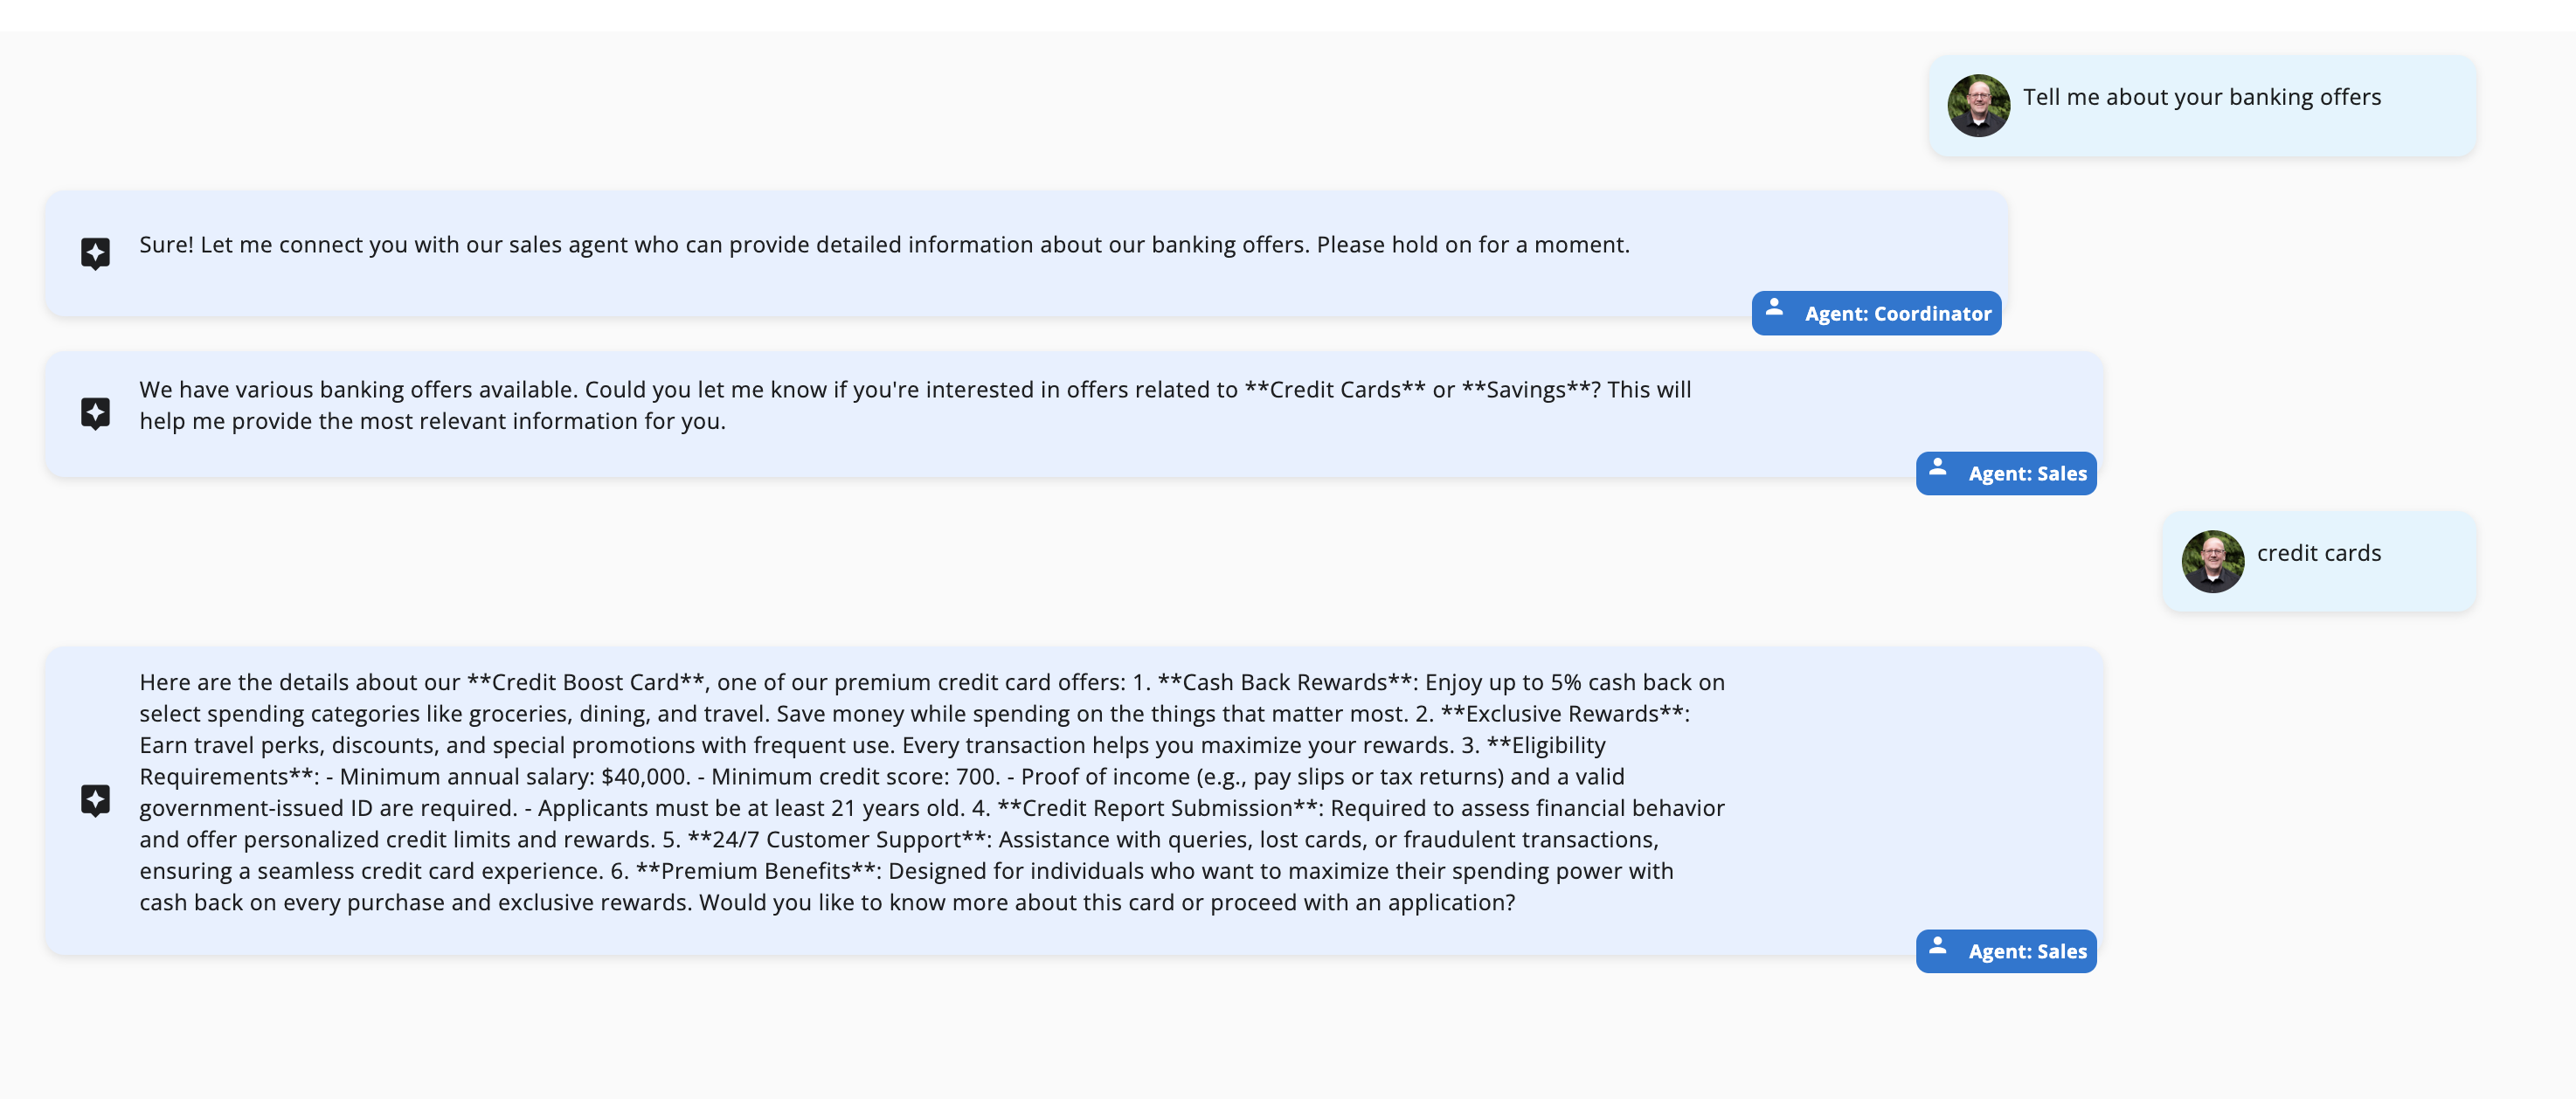 Tell me about your banking offers
Sure! Let me connect you with our sales agent who can provide detailed information about our banking offers. Please hold on for a moment.
Agent: Coordinator
We have various banking offers available. Could you let me know if you're interested in offers related to **Credit Cards** or **Savings**? This will
help me provide the most relevant information for you.
Agent: Sales
credit cards
Here are the details about our **Credit Boost Card**, one of our premium credit card offers: 1. **Cash Back Rewards**: Enjoy up to 5% cash back on
select spending categories like groceries, dining, and travel. Save money while spending on the things that matter most. 2. **Exclusive Rewards**:
Earn travel perks, discounts, and special promotions with frequent use. Every transaction helps you maximize your rewards. 3. **Eligibility
Requirements**: - Minimum annual salary: $40,000. - Minimum credit score: 700. - Proof of income (e.g., pay slips or tax returns) and a valid
government-issued ID are required. - Applicants must be at least 21 years old. 4. **Credit Report Submission**: Required to assess financial behavior
and offer personalized credit limits and rewards. 5. **24/7 Customer Support**: Assistance with queries, lost cards, or fraudulent transactions,
ensuring a seamless credit card experience. 6. **Premium Benefits**: Designed for individuals who want to maximize their spending power with
cash back on every purchase and exclusive rewards. Would you like to know more about this card or proceed with an application?
Agent: Sales